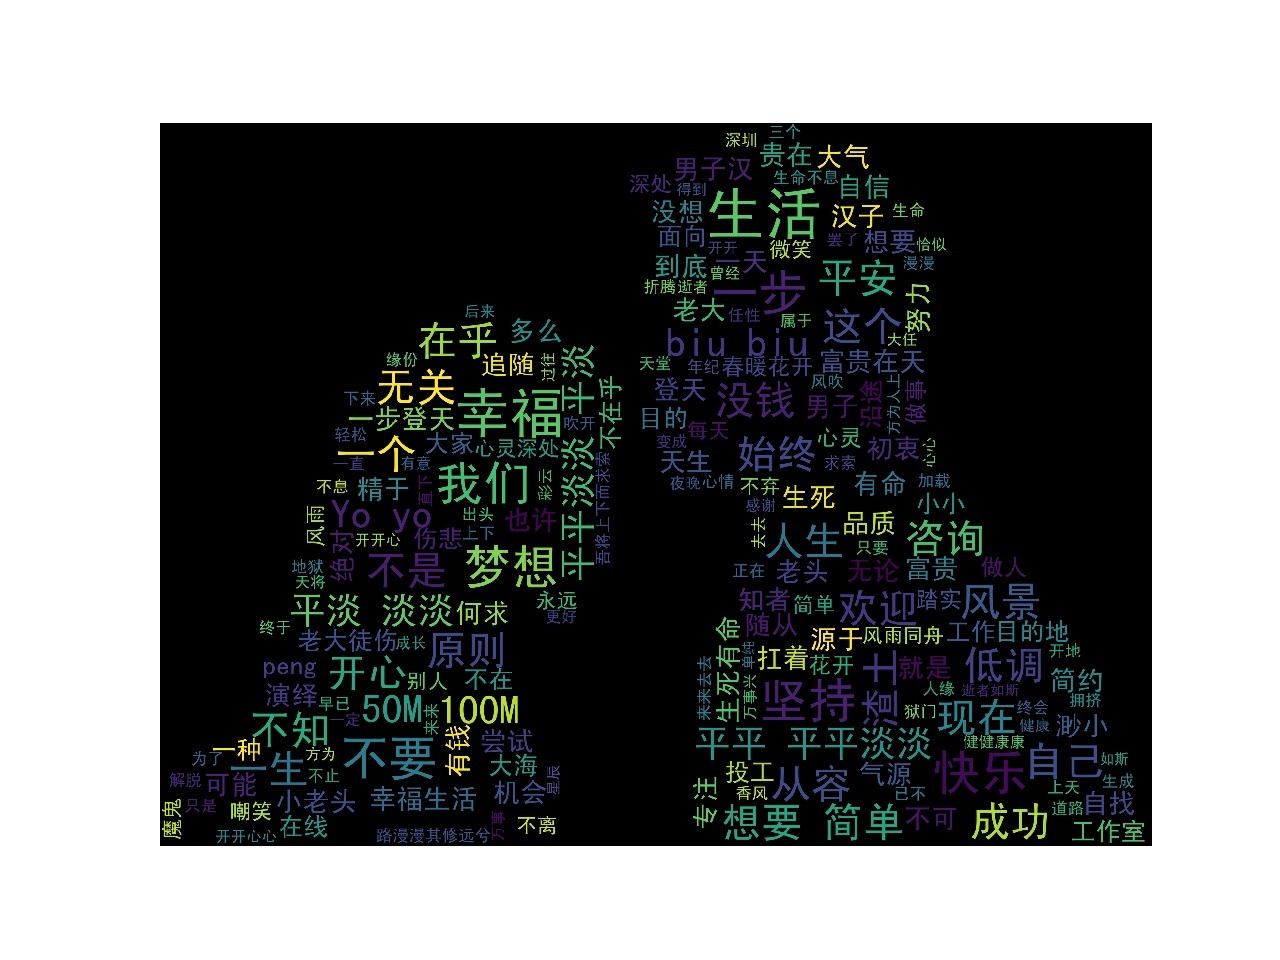 三个
深圳
贵在
大气
男子汉
深处
得到
生命不息
自信
没想
生活
汉子
生命
面向
微笑
罢了
想要
恰似
开开
一天
到底
曾经
平安
漫漫
折腾
逝者
一步
努力
老大
任性
属于
这个
大任
biu biu
天堂
年纪
春暖花开
富贵在天
登天
没钱
风吹
男子
沿途
做事
方为人上
目的
每天
变成
始终
心灵
初衷
心心
天生
求索
夜晚
心情
不弃
生死
有命
加载
感谢
小小
去去
人生
品质
只要
咨询
正在
老头
无论
富贵
做人
知者
简单
欢迎
踏实
风景
随从
源于
风雨同舟
工作
目的地
生死有命
单纯
扛着
花开
就是
低调
开地
来来去去
万事兴
坚持
渣
人缘
逝者如斯
简约
拥挤
狱门
现在
终会
健康
渺小
平平 平平淡淡
健健康康
如斯
专注
投工
香风
从容
气源
已不
快乐
自己
上天
生成
道路
自找
想要 简单
不可
成功
工作室
后来
在乎
多么
缘份
追随
过往
平淡
无关
下来
幸福
不在乎
一步登天
吹开
轻松
大家
心灵深处
一个
一直
有意
我们
彩云
平平淡淡淡
吾将上下而求索
不息
精于
直下
风雨
Yo yo
出头
也许
绝对
开开心
伤悲
上下
地狱
天将
不是
梦想
平淡 淡淡
何求
永远
更好
终于
老大徒伤
成长
原则
peng
开心
别人
不在
演绎
早已
一定
50M
来来
100M
不知
一种
为了
方为
不要
有钱
尝试
一生
不止
大海
星辰
解脱
可能
只是
魔鬼
嘲笑
小老头
幸福生活
机会
在线
开开心心
路漫漫其修远兮
万事
不离